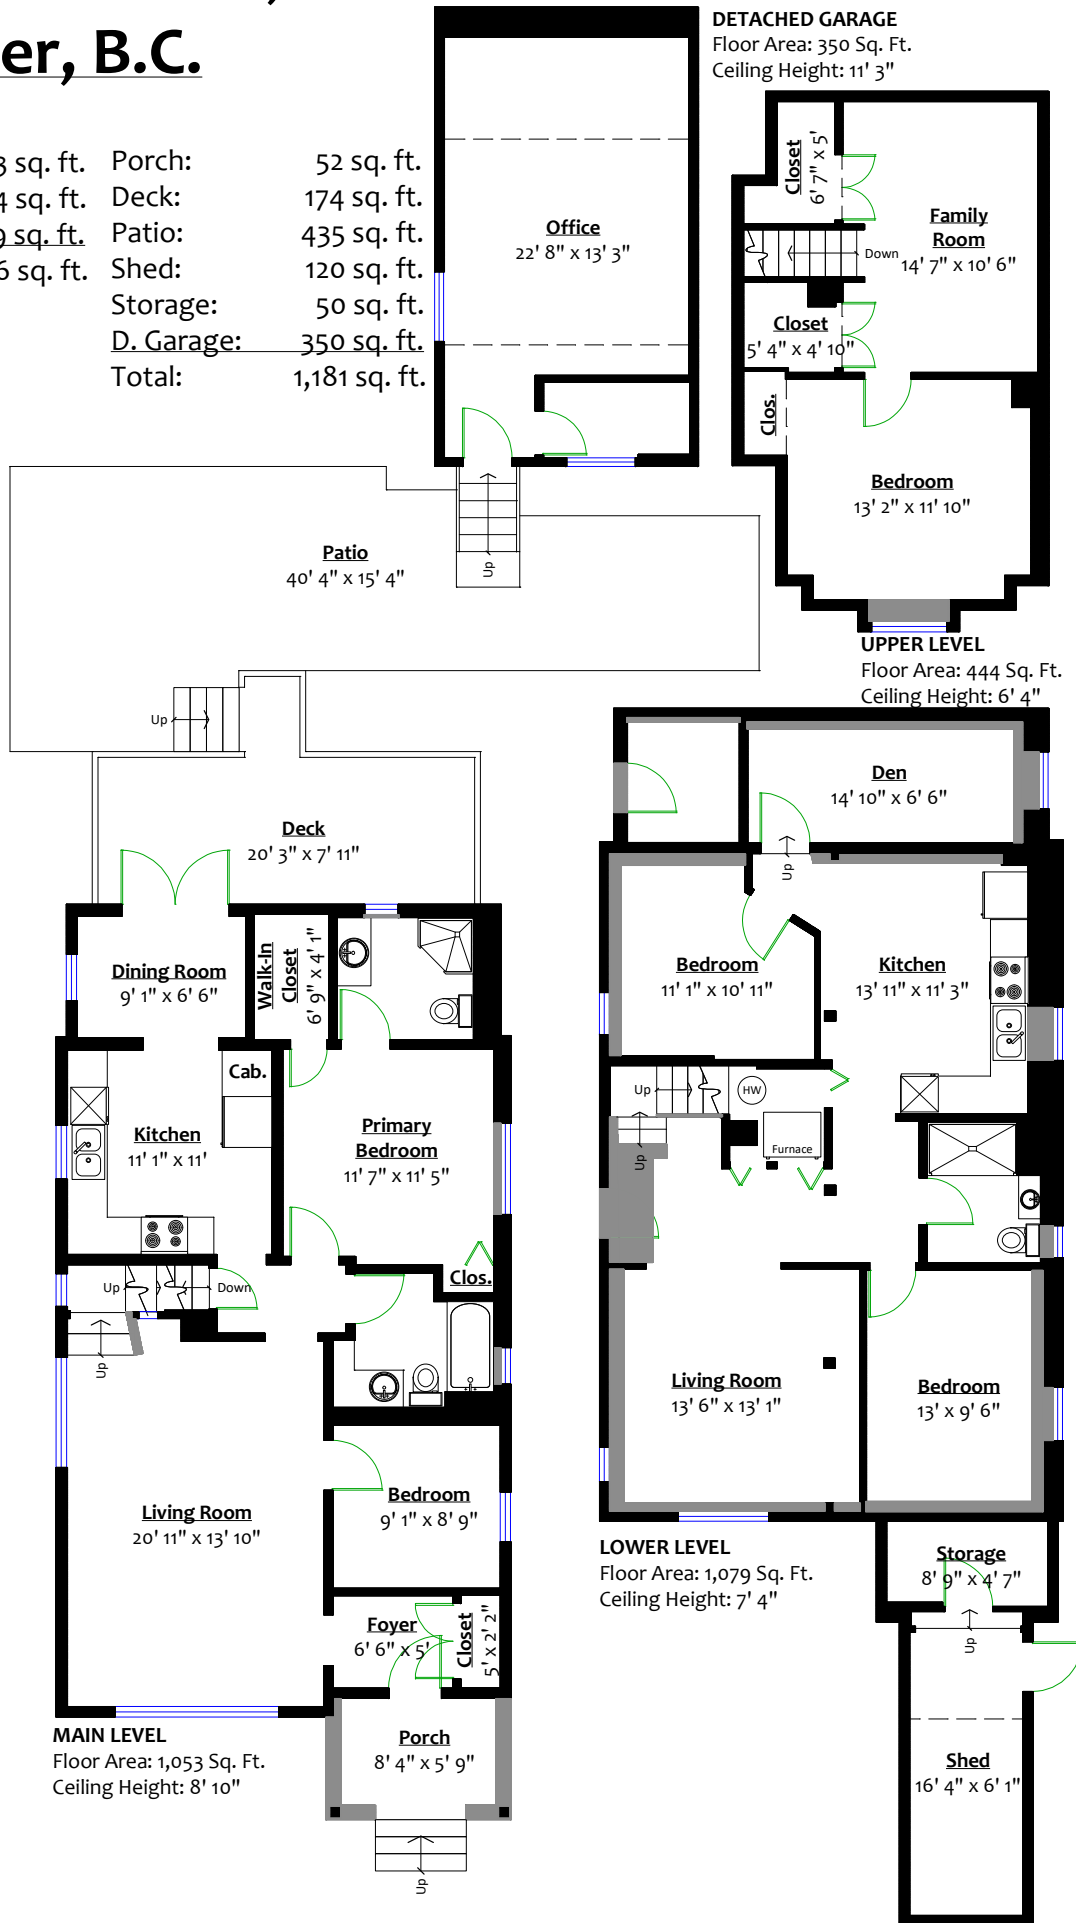 er, B.C.
3 sq. ft.
4 sq. ft.
9 sq. ft.
6 sq. ft.
Porch: 52 sq. ft.
Deck: 174 sq. ft.
Patio: 435 sq. ft.
Shed: 120 sq. ft.
Storage: 50 sq. ft.
D. Garage: 350 sq. ft.
Total: 1,181 sq. ft.
DETACHED GARAGE
Floor Area: 350 Sq. Ft.
Ceiling Height: 11' 3"
Office
22' 8" x 13' 3"
Up
Closet
6' 7" x 5'
Family
Room
14' 7" x 10' 6"
Down
Closet
5' 4" x 4' 10"
Clos.
Bedroom
13' 2" x 11' 10"
UPPER LEVEL
Floor Area: 444 Sq. Ft.
Ceiling Height: 6' 4"
Patio
40' 4" x 15' 4"
Up
Deck
20' 3" x 7' 11"
Dining Room
9' 1" x 6' 6"
Walk-In
Closet
6' 9" x 4' 1"
Cab.
Kitchen
11' 1" x 11'
Primary
Bedroom
11' 7" x 11' 5"
Clos.
Up
Down
Up
Living Room
20' 11" x 13' 10"
Bedroom
9' 1" x 8' 9"
Foyer
6' 6" x 5'
Closet
5' x 2' 2"
Porch
8' 4" x 5' 9"
Up
MAIN LEVEL
Floor Area: 1,053 Sq. Ft.
Ceiling Height: 8' 10"
Den
14' 10" x 6' 6"
Up
Bedroom
11' 1" x 10' 11"
Kitchen
13' 11" x 11' 3"
Up
HW
Furnace
Up
Living Room
13' 6" x 13' 1"
Bedroom
13' x 9' 6"
LOWER LEVEL
Floor Area: 1,079 Sq. Ft.
Ceiling Height: 7' 4"
Storage
8' 9" x 4' 7"
Up
Shed
16' 4" x 6' 1"